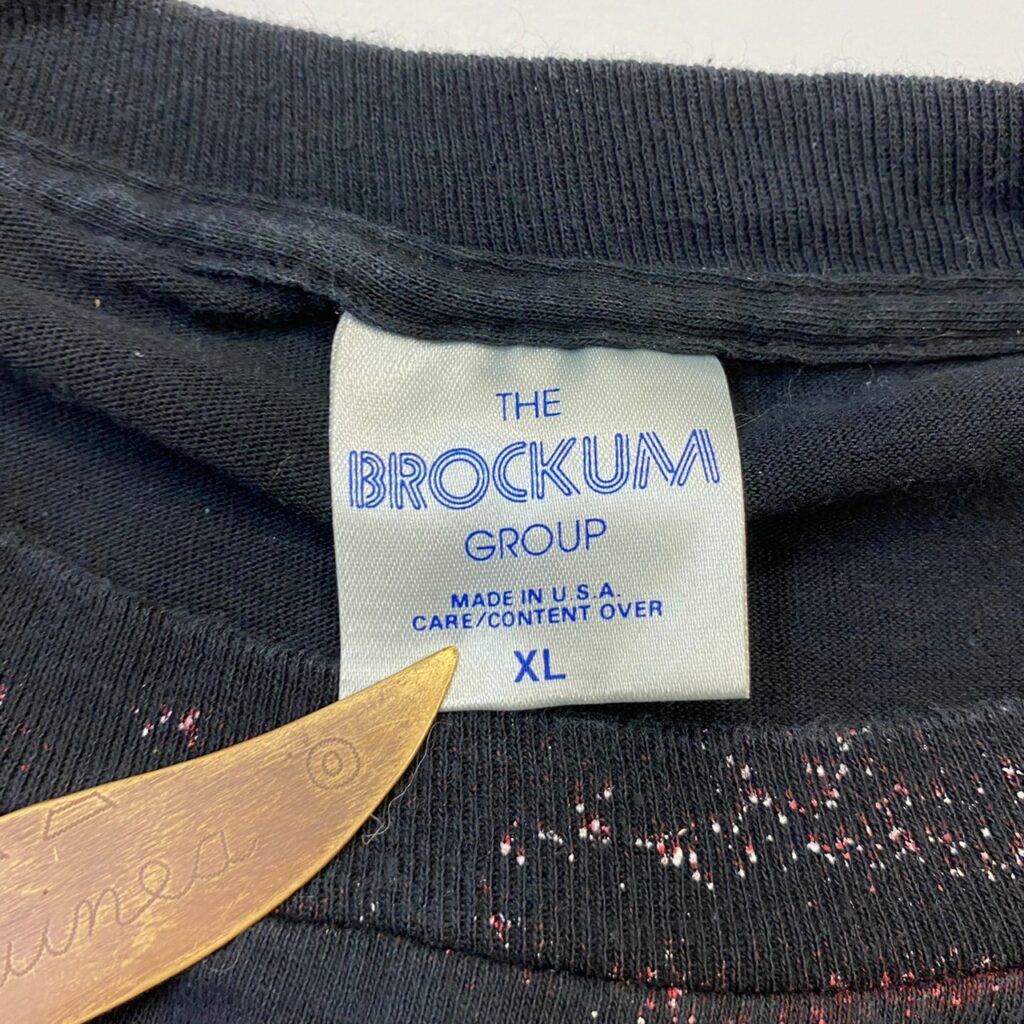 THE
BROCKUM
GROUP
MADE IN U.S.A.
CARE/CONTENT OVER
XL